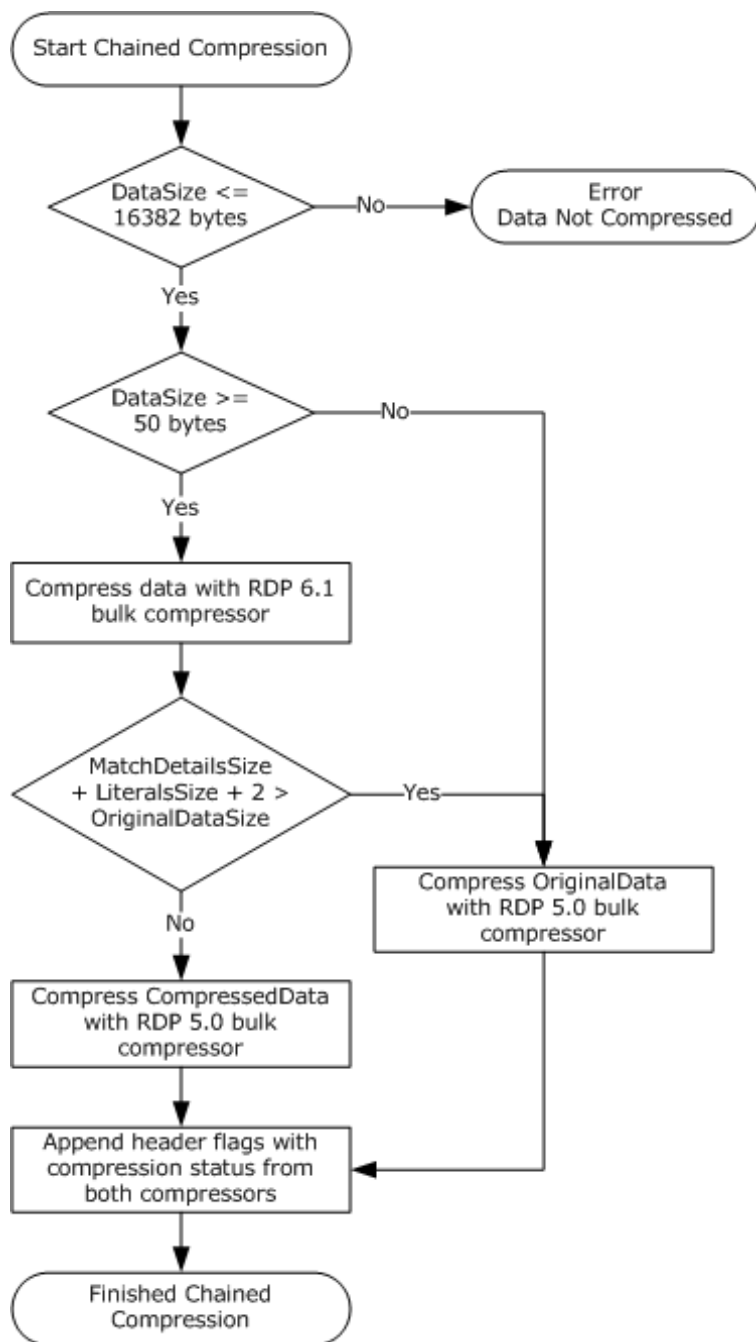 Start Chained Compression
DataSize <=
16382 bytes
No
Error
Data Not Compressed
Yes
DataSize >=
50 bytes
No
Yes
Compress data with RDP 6.1
bulk compressor
MatchDetailsSize
+ LiteralsSize + 2 >
OriginalDataSize
Yes
Compress OriginalData
with RDP 5.0 bulk
compressor
No
Compress CompressedData
with RDP 5.0 bulk
compressor
Append header flags with
compression status from
both compressors
Finished Chained
Compression